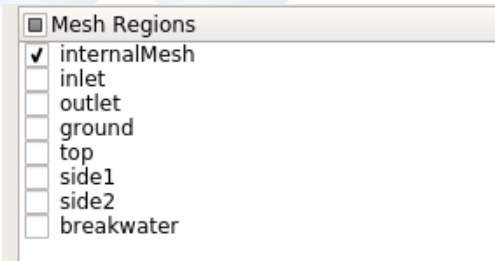 Mesh Regions
internalMesh
inlet
outlet
ground
top
side1
side2
breakwater